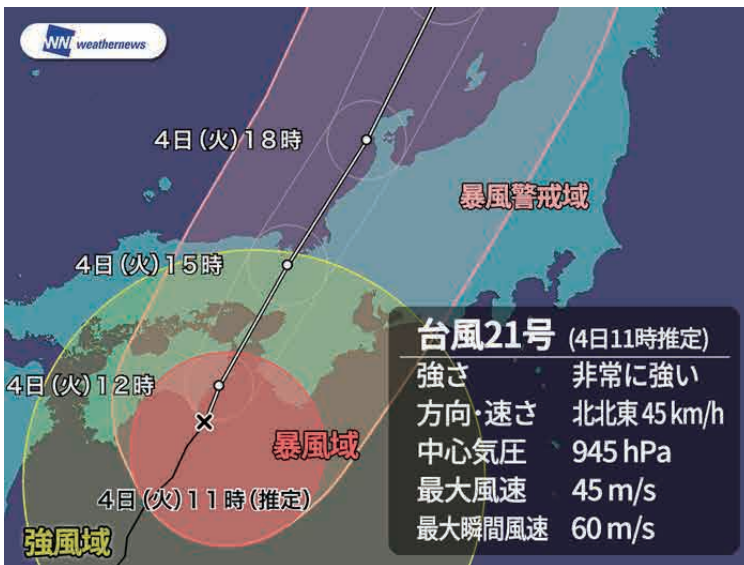 WNI weathernews
4日(火)18時
暴風警戒域
4日(火)15時
4日(火)12時
暴風域
4日(火)11時(推定)
強風域
台風21号 (4日11時推定)
強さ 非常に強い
方向・速さ 北北東 45 km/h
中心気圧 945 hPa
最大風速 45 m/s
最大瞬間風速 60 m/s